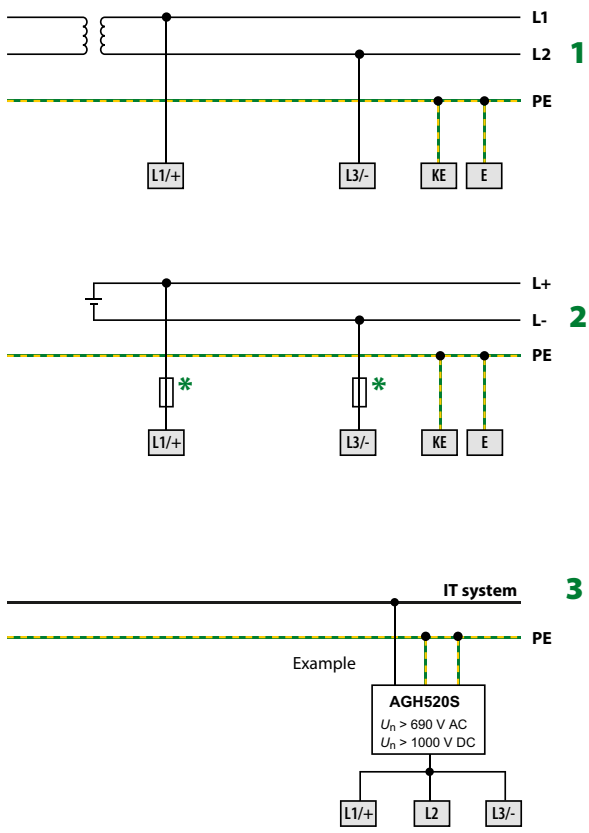 L1
L2 1
PE
L1/+ L3/- KE E
L+
L- 2
PE
* *
L1/+ L3/- KE E
IT system 3
PE
Example
AGH520S
Un > 690 V AC
Un > 1000 V DC
L1/+ L2 L3/-